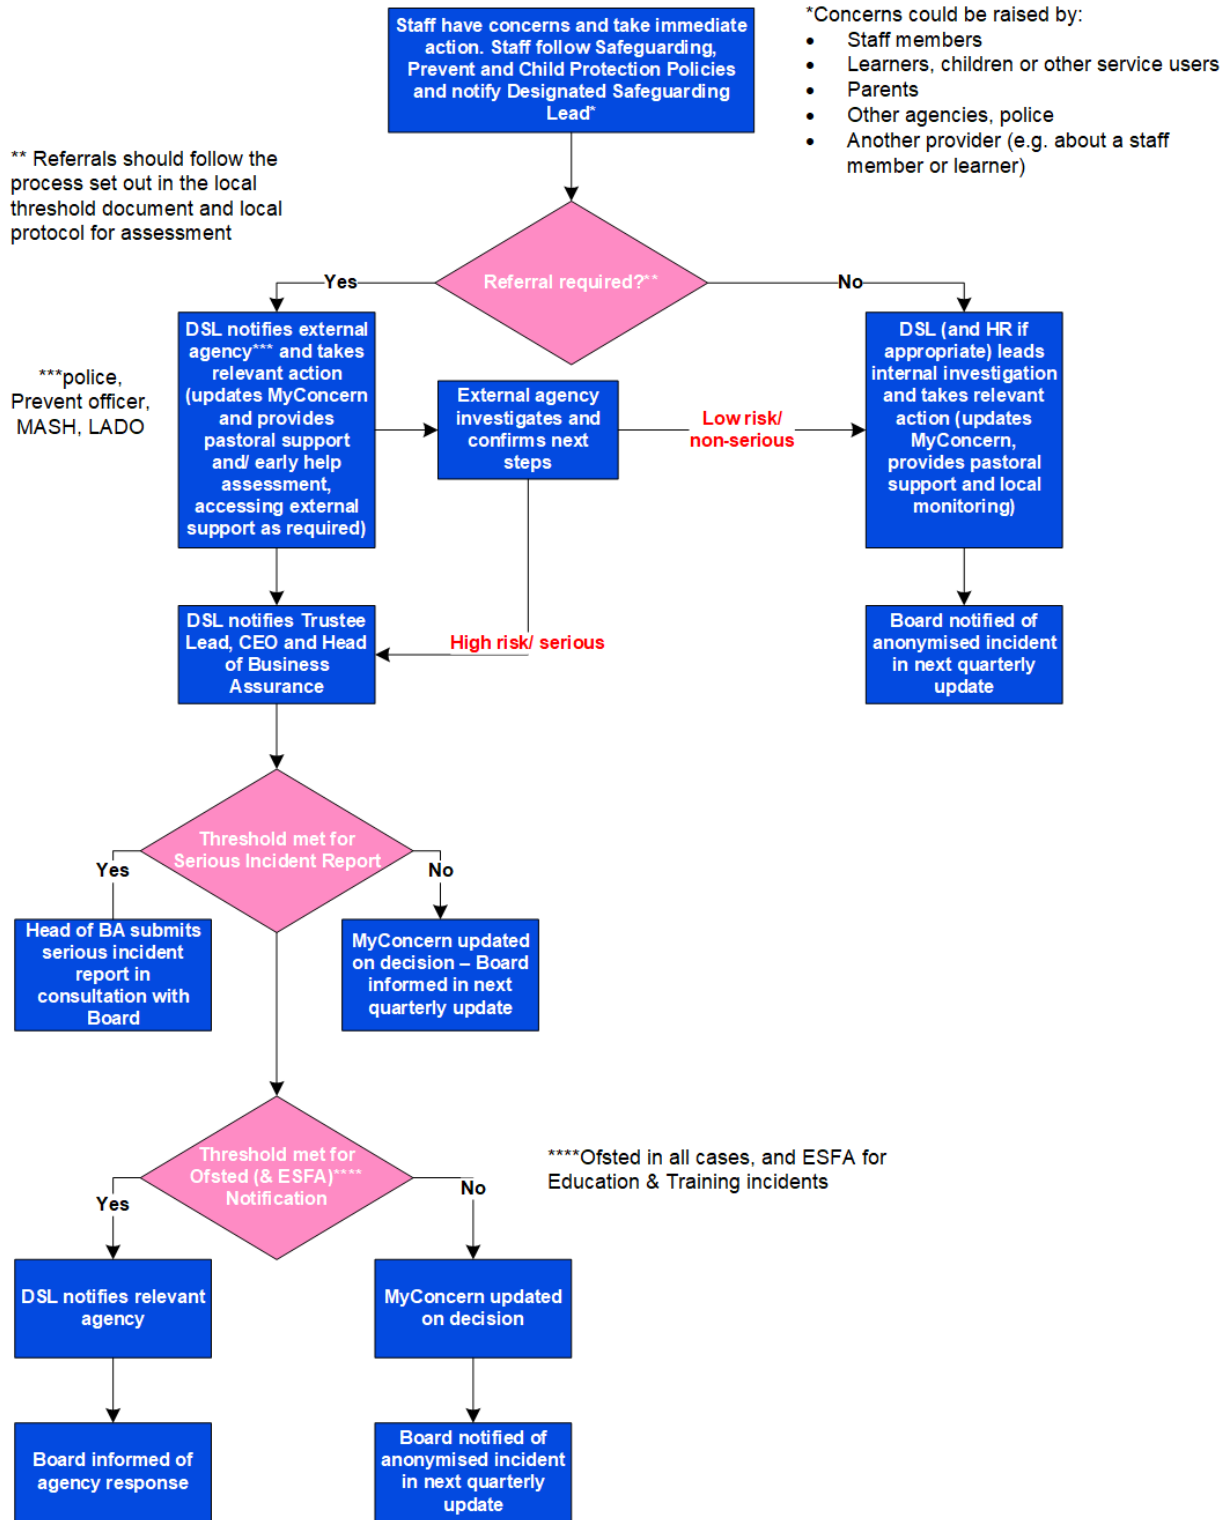 Staff have concerns and take immediate
action. Staff follow Safeguarding,
Prevent and Child Protection Policies
and notify Designated Safeguarding
Lead*
*Concerns could be raised by:
• Staff members
• Learners, children or other service users
• Parents
• Other agencies, police
• Another provider (e.g. about a staff
member or learner)
** Referrals should follow the
process set out in the local
threshold document and local
protocol for assessment
Referral required?**
Yes
No
DSL notifies external
agency*** and takes
relevant action
(updates MyConcern
and provides
pastoral support
and/ early help
assessment,
accessing external
support as required)
***police,
Prevent officer,
MASH, LADO
External agency
investigates and
confirms next
steps
Low risk/
non-serious
DSL (and HR if
appropriate) leads
internal investigation
and takes relevant
action (updates
MyConcern,
provides pastoral
support and local
monitoring)
DSL notifies Trustee
Lead, CEO and Head
of Business
Assurance
High risk/ serious
Board notified of
anonymised incident
in next quarterly
update
Threshold met for
Serious Incident Report
Yes
No
Head of BA submits
serious incident
report in
consultation with
Board
MyConcern updated
on decision – Board
informed in next
quarterly update
Threshold met for
Ofsted (& ESFA)****
Notification
****Ofsted in all cases, and ESFA for
Education & Training incidents
Yes
No
DSL notifies relevant
agency
MyConcern updated
on decision
Board informed of
agency response
Board notified of
anonymised incident
in next quarterly
update